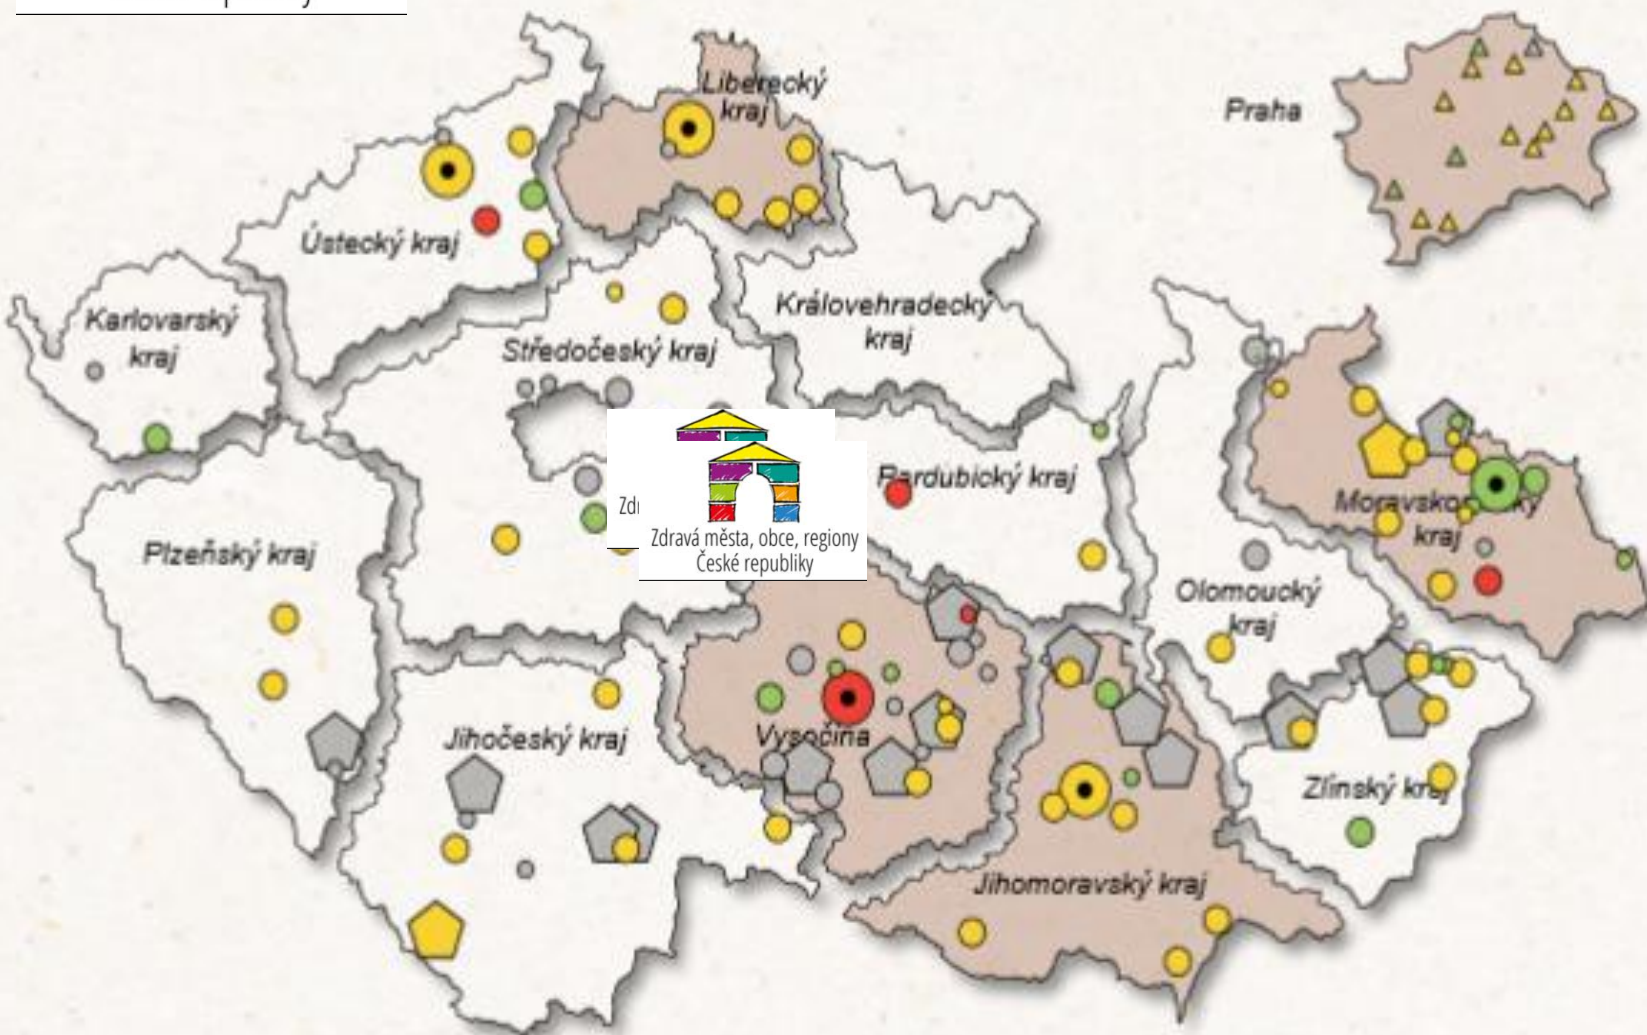 Liberecký
kraj
Praha
Ústecký kraj
Karlovarský
kraj
Královehradecký
kraj
Středočeský kraj
Pardubický kraj
Plzeňský kraj
Zdravá města, obce, regiony
České republiky
Moravskoslezský
kraj
Olomoucký
kraj
Jihočeský kraj
Vysočina
Zlínský kraj
Jihomoravský kraj